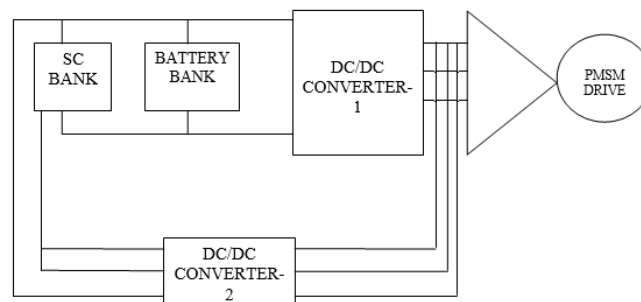 SC
BANK
BATTERY
BANK
DC/DC
CONVERTER-
1
PMSM
DRIVE
DC/DC
CONVERTER-
2